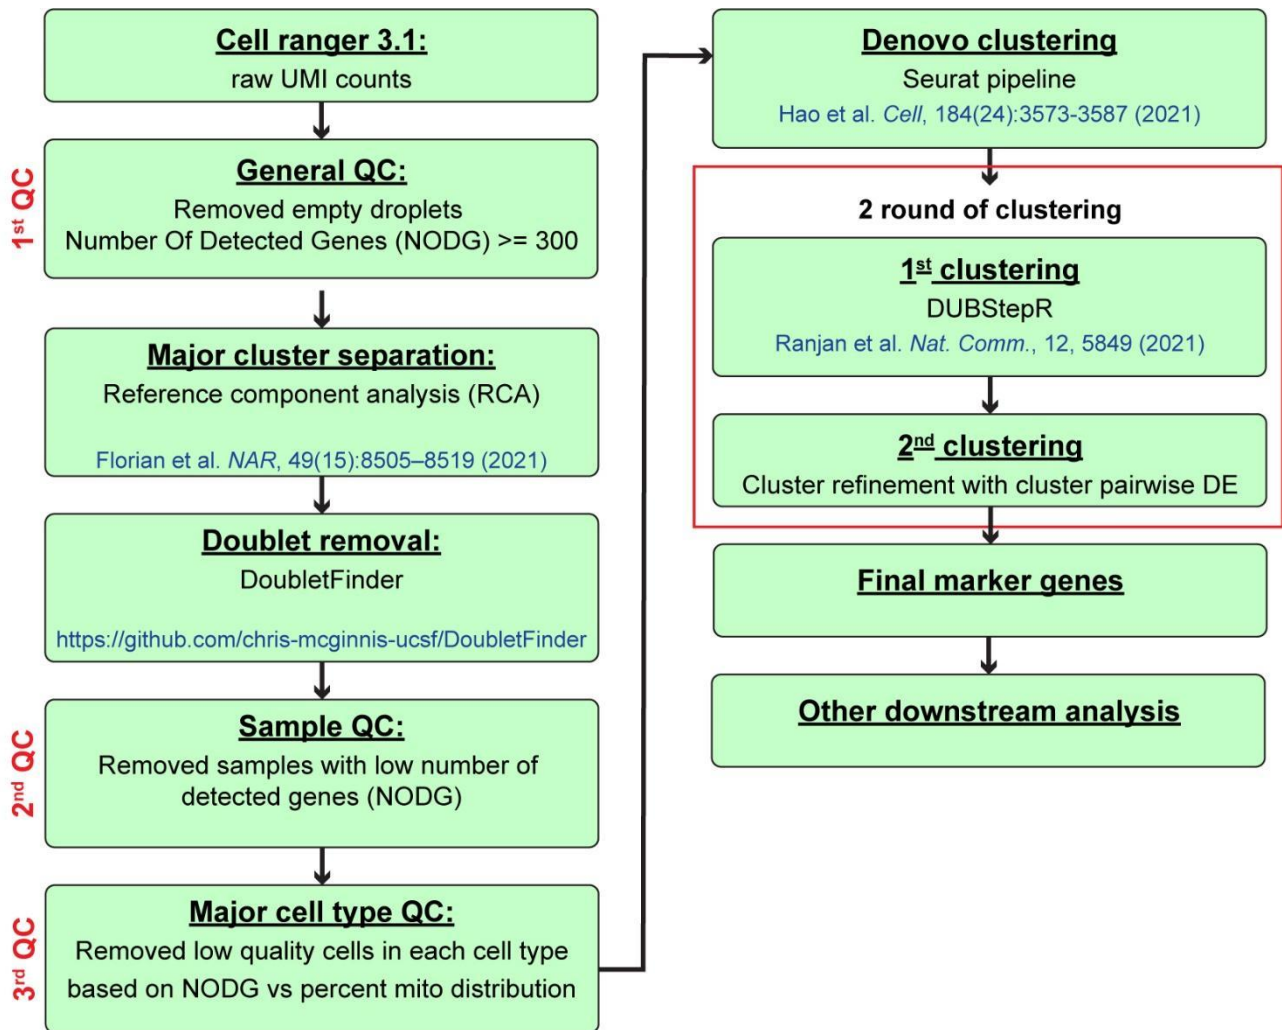 Cell ranger 3.1:
raw UMI counts
1st QC
General QC:
Removed empty droplets
Number Of Detected Genes (NODG) >= 300
Major cluster separation:
Reference component analysis (RCA)
Florian et al. NAR, 49(15):8505–8519 (2021)
Doublet removal:
DoubletFinder
https://github.com/chris-mcginnis-ucsf/DoubletFinder
2nd QC
Sample QC:
Removed samples with low number of
detected genes (NODG)
3rd QC
Major cell type QC:
Removed low quality cells in each cell type
based on NODG vs percent mito distribution
Denovo clustering
Seurat pipeline
Hao et al. Cell, 184(24):3573-3587 (2021)
2 round of clustering
1st clustering
DUBStepR
Ranjan et al. Nat. Comm., 12, 5849 (2021)
2nd clustering
Cluster refinement with cluster pairwise DE
Final marker genes
Other downstream analysis